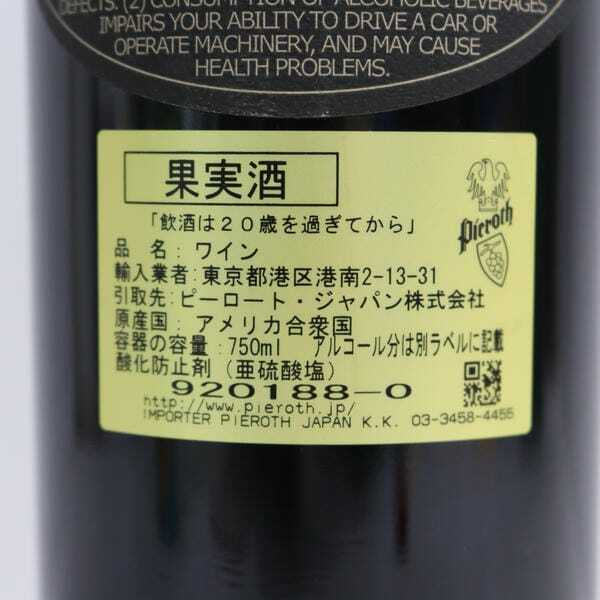 DEFECTS. (2) CONSUMPTION OF ALCOHOLIC BEVERAGES
IMPAIRS YOUR ABILITY TO DRIVE A CAR OR
OPERATE MACHINERY, AND MAY CAUSE
HEALTH PROBLEMS.
果実酒
「飲酒は20歳を過ぎてから」
Pieroth
品 名: ワイン
輸入業者:東京都港区港南2-13-31
引取先:ピーロート・ジャパン株式会社
原産国: アメリカ合衆国
容器の容量:750ml アルコール分は別ラベルに記載
酸化防止剤(亜硫酸塩)
920188-0
http://www.pieroth.jp/
IMPORTER PIEROTH JAPAN K.K. 03-3458-4455